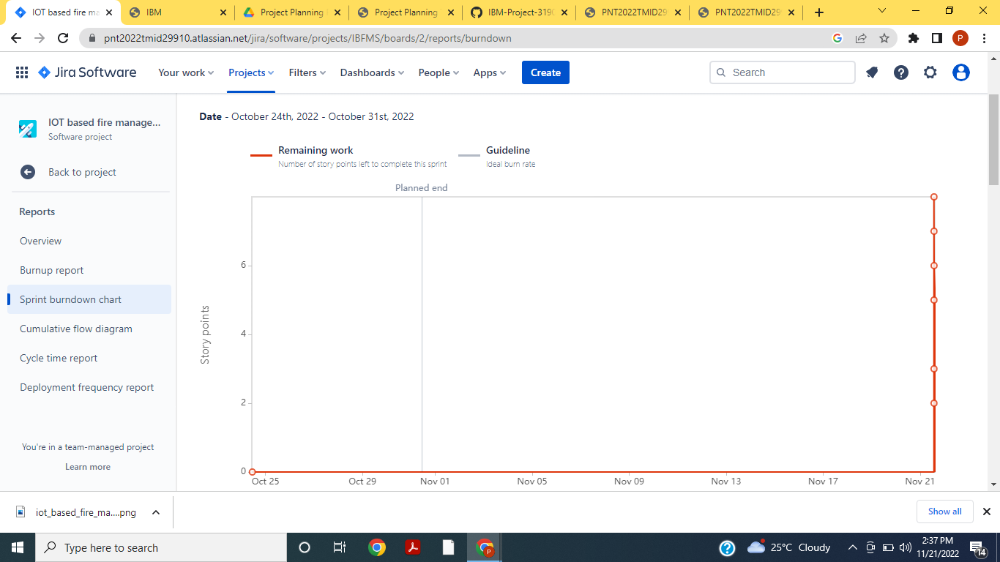 IOT based fire ma
IBM
Project Planning
Project Planning
IBM-Project-3190
PNT2022TMID29
PNT2022TMID29
pnt2022tmid29910.atlassian.net/jira/software/projects/IBFMS/boards/2/reports/burndown
P
Jira Software
Your work
Projects
Filters
Dashboards
People
Apps
Create
Search
IOT based fire manage...
Software project
Back to project
Reports
Overview
Burnup report
Sprint burndown chart
Cumulative flow diagram
Cycle time report
Deployment frequency report
You're in a team-managed project
Learn more
Date - October 24th, 2022 - October 31st, 2022
Remaining work
Number of story points left to complete this sprint
Guideline
Ideal burn rate
Planned end
Story points
6
4
2
0
Oct 25
Oct 29
Nov 01
Nov 05
Nov 09
Nov 13
Nov 17
Nov 21
iot_based_fire_ma....png
Show all
Type here to search
P
25°C Cloudy
2:37 PM
11/21/2022
14